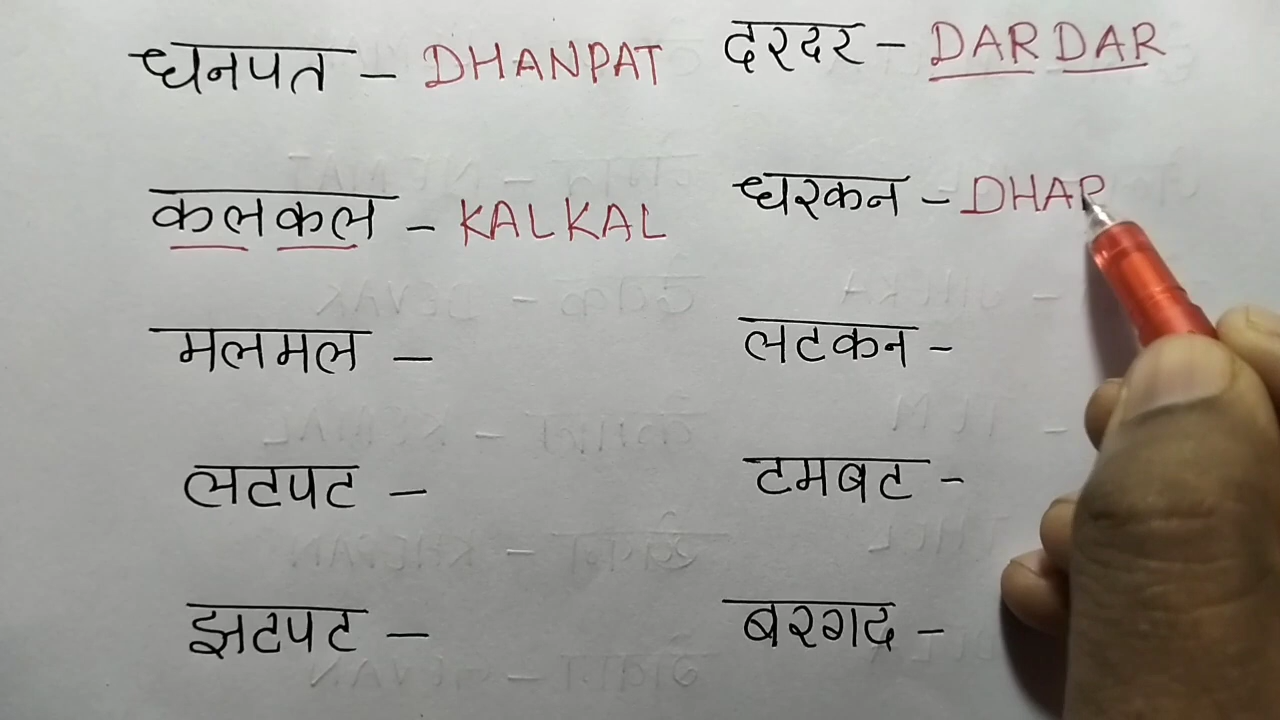 धनपत - DHANPAT दरदर - DARDAR
कलकल - KALKAL धरकन - DHAR
मलमल - लटकन -
लटपट - टमबट -
झटपट - बरगद -